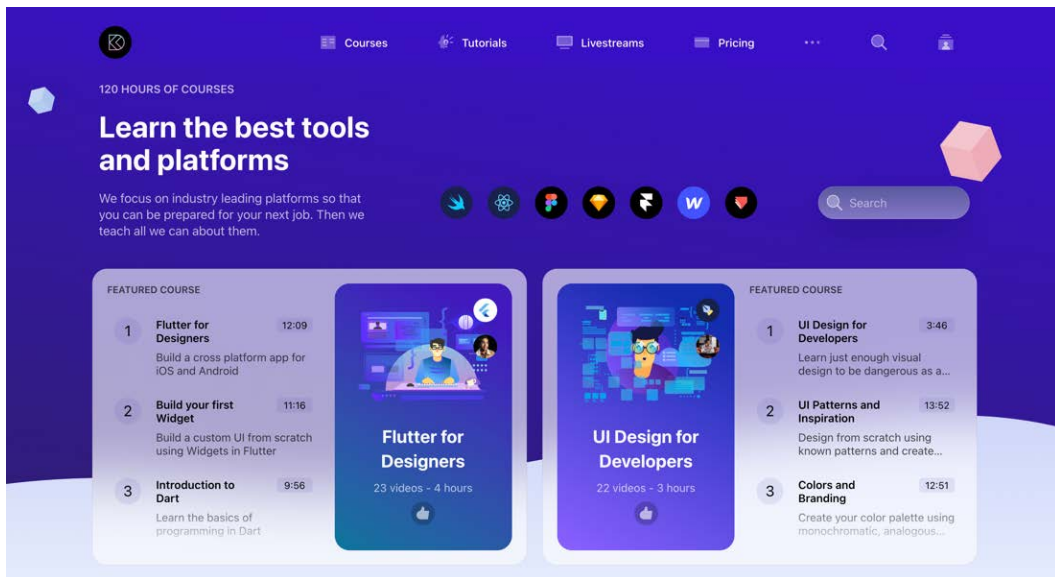 Courses
Tutorials
Livestreams
Pricing
120 HOURS OF COURSES
Learn the best tools
and platforms
We focus on industry leading platforms so that
you can be prepared for your next job. Then we
teach all we can about them.
W
Search
FEATURED COURSE
1
Flutter for
Designers
12:09
Build a cross platform app for
iOS and Android
2
Build your first
Widget
11:16
Build a custom UI from scratch
using Widgets in Flutter
3
Introduction to
Dart
9:56
Learn the basics of
programming in Dart
Flutter for
Designers
23 videos - 4 hours
UI Design for
Developers
22 videos - 3 hours
FEATURED COURSE
1
UI Design for
Developers
3:46
Learn just enough visual
design to be dangerous as a...
2
UI Patterns and
Inspiration
13:52
Design from scratch using
known patterns and create...
3
Colors and
Branding
12:51
Create your color palette using
monochromatic, analogous...